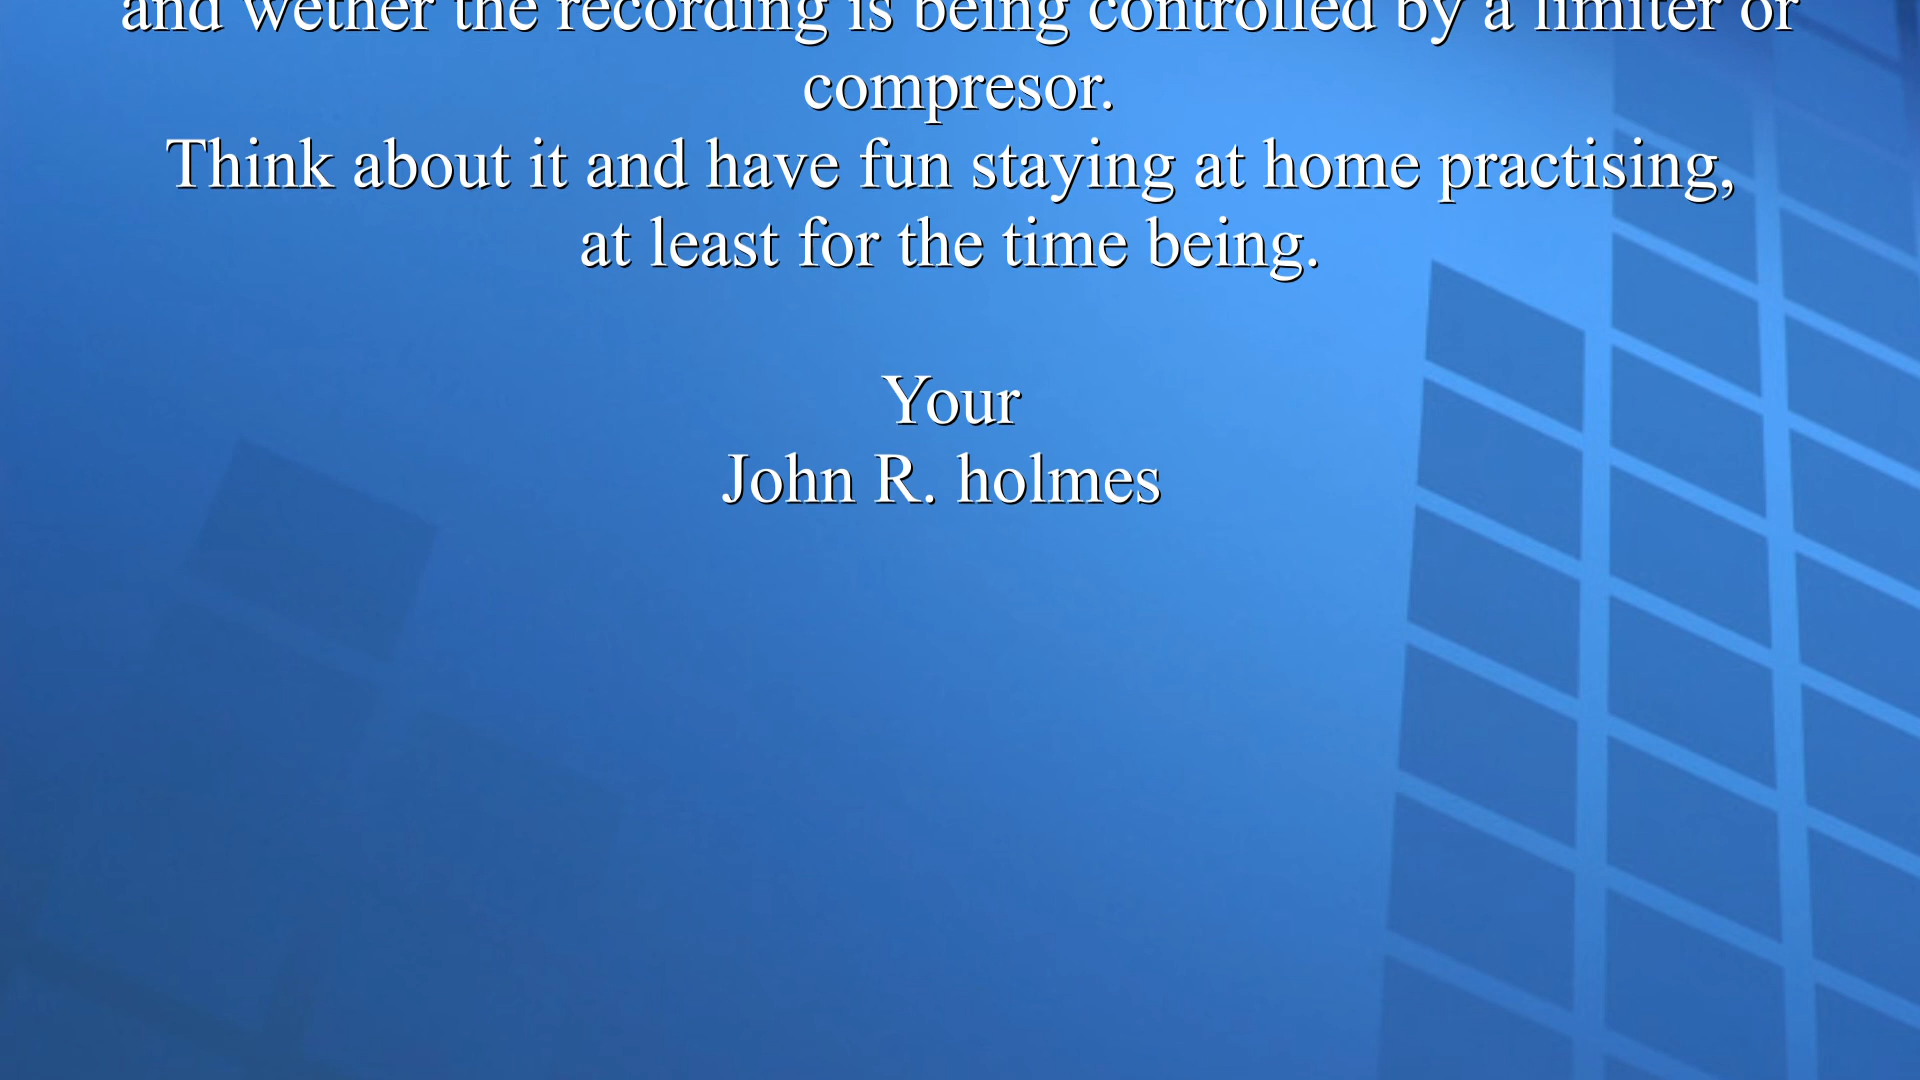 and wether the recording is being controlled by a limiter or
compresor.
Think about it and have fun staying at home practising,
at least for the time being.
Your
John R. holmes